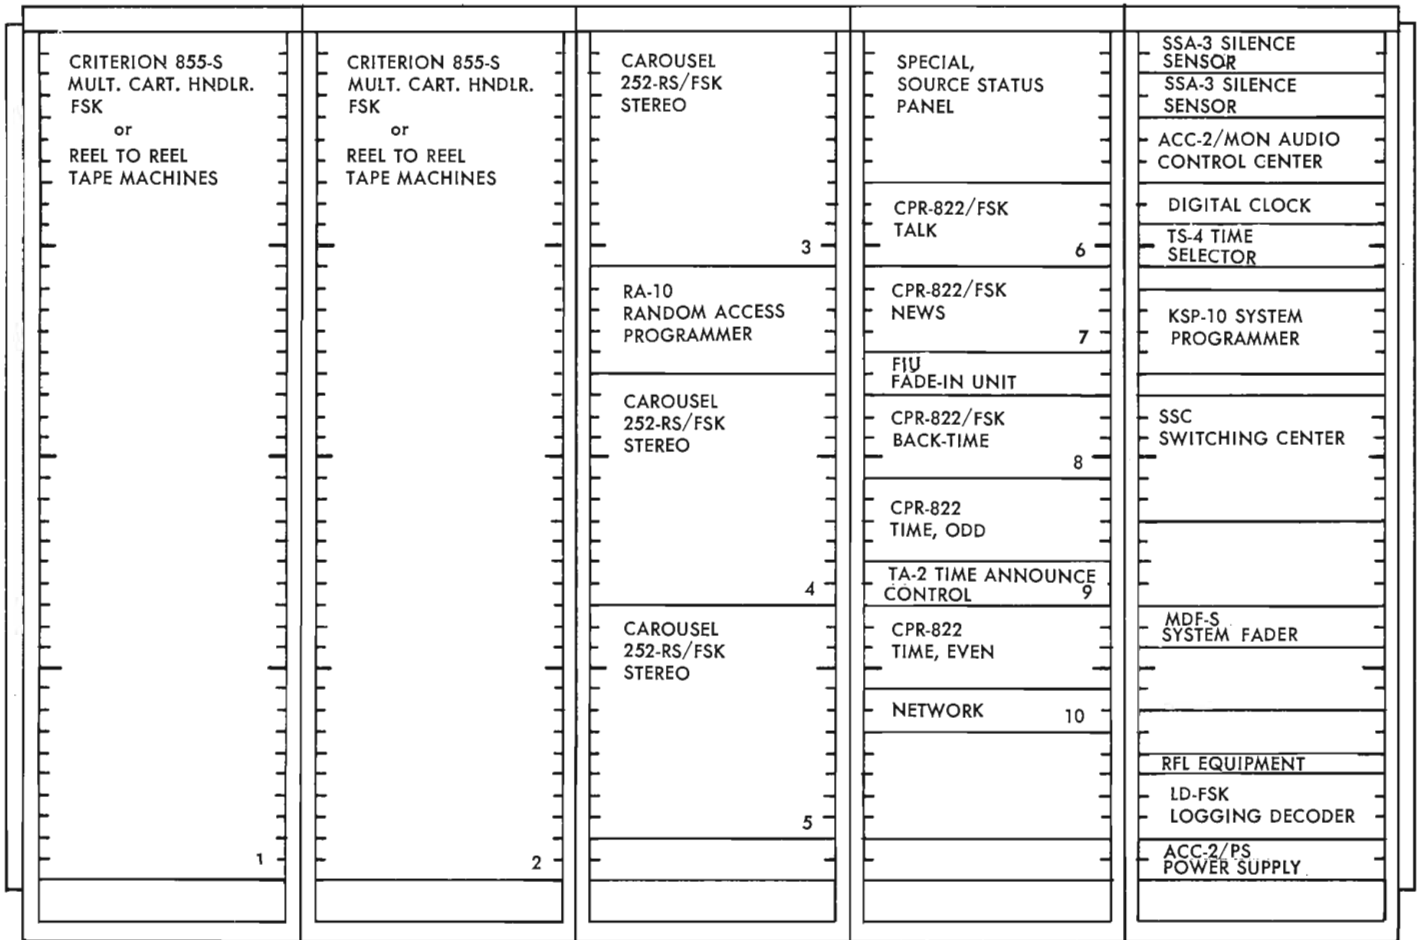 CRITERION 855-S
MULT. CART. HNDLR.
FSK
or
REEL TO REEL
TAPE MACHINES
1
CRITERION 855-S
MULT. CART. HNDLR.
FSK
or
REEL TO REEL
TAPE MACHINES
2
CAROUSEL
252-RS/FSK
STEREO
3
RA-10
RANDOM ACCESS
PROGRAMMER
CAROUSEL
252-RS/FSK
STEREO
4
CAROUSEL
252-RS/FSK
STEREO
5
SPECIAL,
SOURCE STATUS
PANEL
CPR-822/FSK
TALK
6
CPR-822/FSK
NEWS
7
FIU
FADE-IN UNIT
CPR-822/FSK
BACK-TIME
8
CPR-822
TIME, ODD
TA-2 TIME ANNOUNCE
CONTROL 9
CPR-822
TIME, EVEN
NETWORK 10
SSA-3 SILENCE
SENSOR
SSA-3 SILENCE
SENSOR
ACC-2/MON AUDIO
CONTROL CENTER
DIGITAL CLOCK
TS-4 TIME
SELECTOR
KSP-10 SYSTEM
PROGRAMMER
SSC
SWITCHING CENTER
MDF-S
SYSTEM FADER
RFL EQUIPMENT
LD-FSK
LOGGING DECODER
ACC-2/PS
POWER SUPPLY